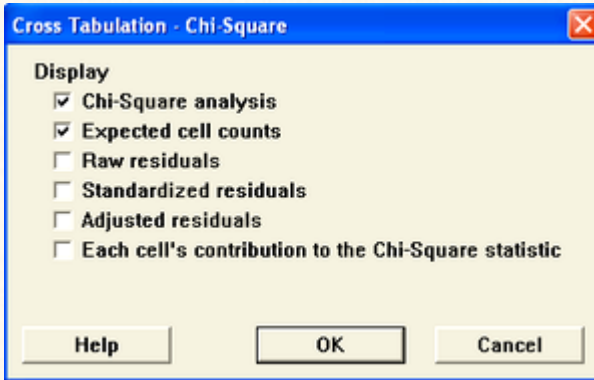 Cross Tabulation - Chi-Square
Display
Chi-Square analysis
Expected cell counts
Raw residuals
Standardized residuals
Adjusted residuals
Each cell's contribution to the Chi-Square statistic
Help OK Cancel